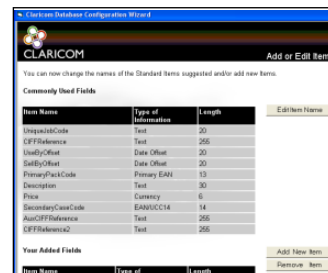 Claricom Database Configuration Wizard
CLARICOM
Add or Edit Item
You can now change the names of the Standard Items suggested and/or add new Items.
Commonly Used Fields
Item Name Type of Information Length
Edit Item Name
UniqueJobCode Text 20
CIFFReference Text 255
UseByOffset Date Offset 20
SellByOffset Date Offset 20
PrimaryPackCode Primary EAN 13
Description Text 30
Price Currency 6
SecondaryCaseCode EAN/UCC14 14
AuxCIFFReference Text 255
CIFFReference2 Text 255
Your Added Fields
Add New Item
Remove Item
Item Name Type of Length